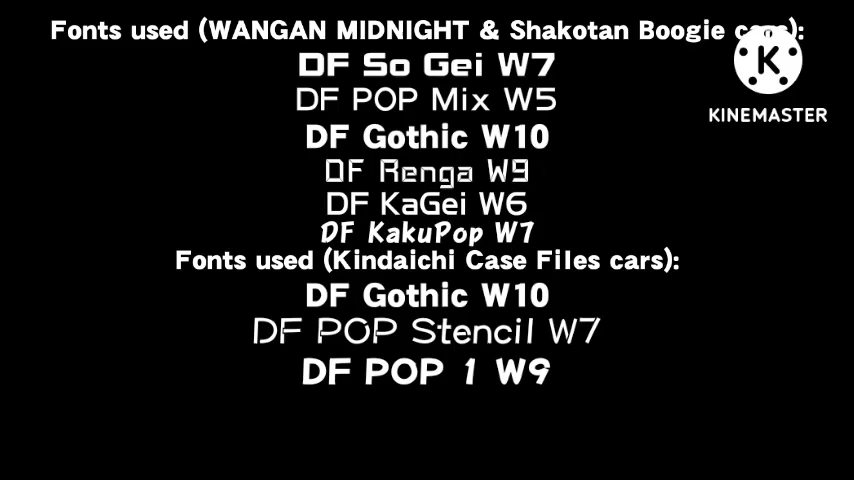 Fonts used (WANGAN MIDNIGHT & Shakotan Boogie cars):
DF So Gei W7
DF POP Mix W5
DF Gothic W10
DF Renga W9
DF KaGei W6
DF KakuPop W7
Fonts used (Kindaichi Case Files cars):
DF Gothic W10
DF POP Stencil W7
DF POP 1 W9
K
KINEMASTER